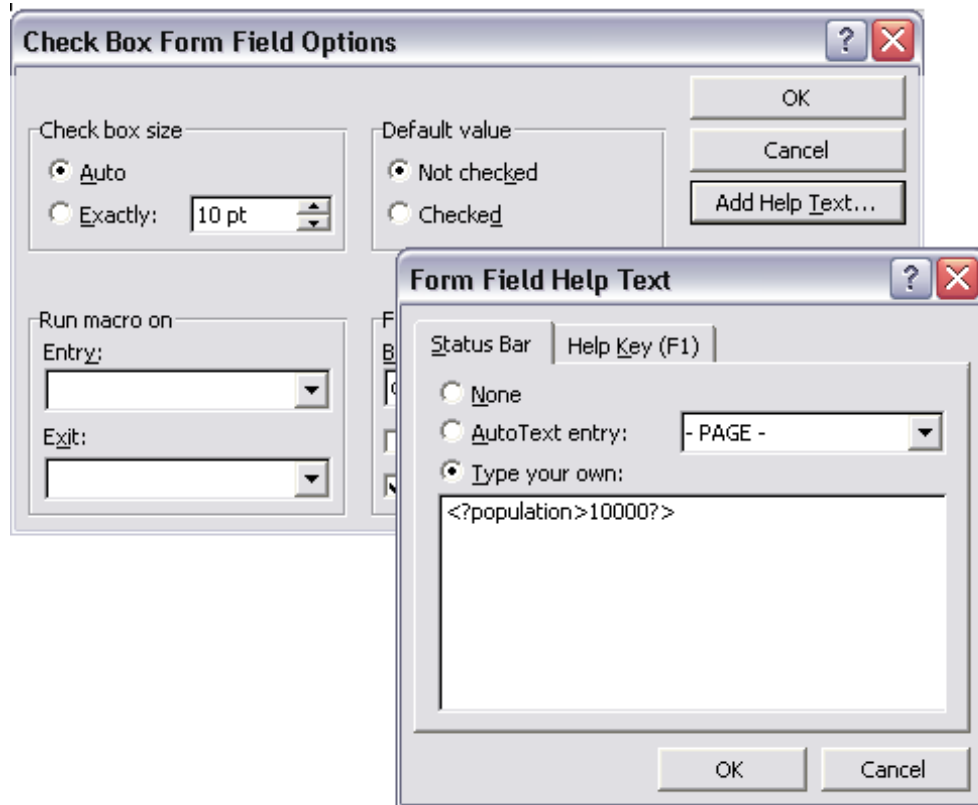 Check Box Form Field Options
OK
Check box size
Default value
Cancel
Auto
Not checked
Add Help Text...
Exactly: 10 pt
Checked
Form Field Help Text
Run macro on
F
Status Bar
Help Key (F1)
Entry:
B
None
AutoText entry: - PAGE -
Exit:
Type your own:
<?population>10000?>
OK
Cancel